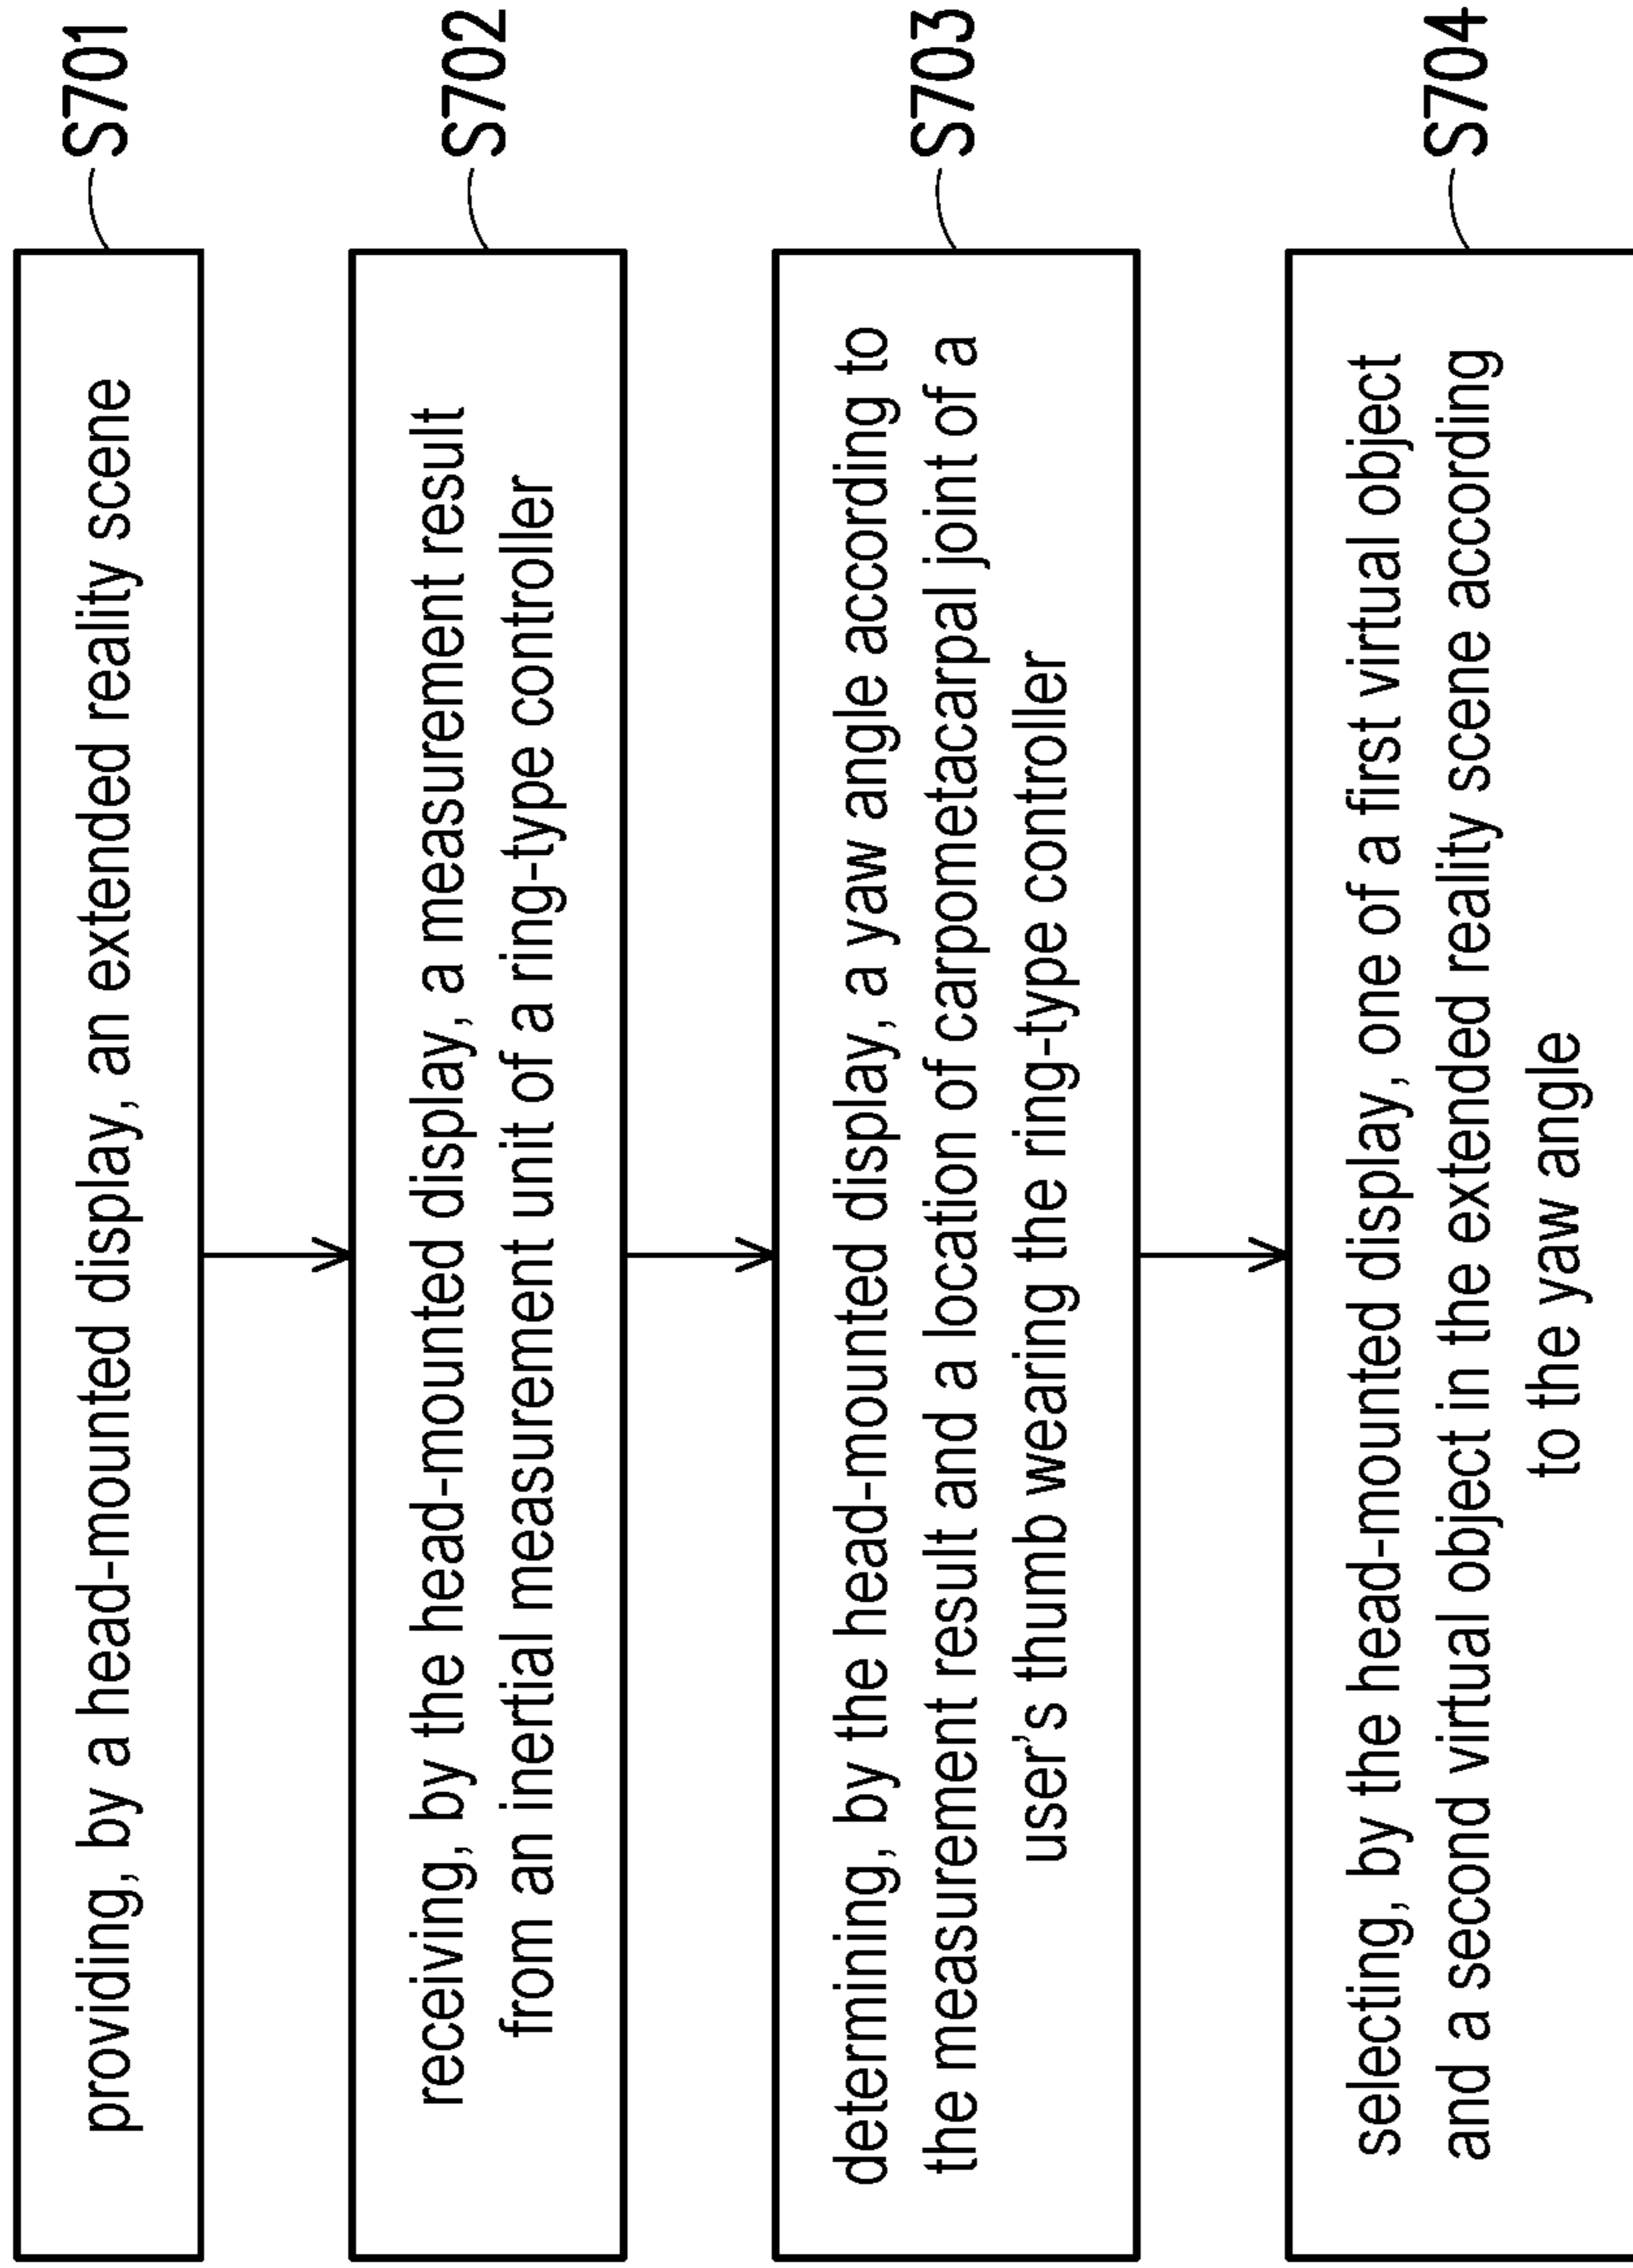 providing, by a head-mounted display, an extended reality scene
S701
receiving, by the head-mounted display, a measurement result
from an inertial measurement unit of a ring-type controller
S702
determining, by the head-mounted display, a yaw angle according to
the measurement result and a location of carpometacarpal joint of a
user's thumb wearing the ring-type controller
S703
selecting, by the head-mounted display, one of a first virtual object
and a second virtual object in the extended reality scene according
to the yaw angle
S704